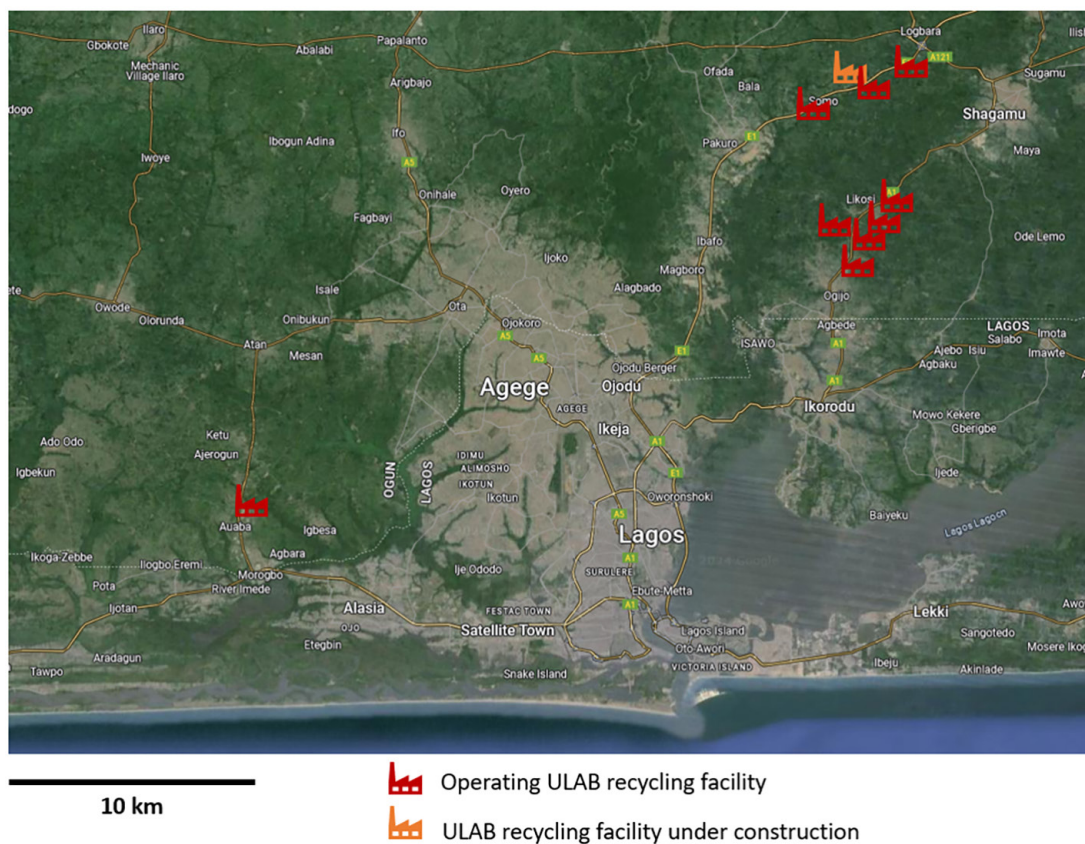 Ilaro
Gbokote
Papalanto
Logbara
Abalabi
Mechanic
Village Ilaro
A121
Arigbajo
Ofada
Sugamu
Bala
Somo
Shagamu
Ifo
Ibogun Adina
E1
Pakuro
Maya
Iwoye
A5
Onihale
Oyero
A1
Likosi
Fagbayi
Ibafo
Ode Lemo
Ijoko
Magboro
Isale
Alagbado
Ogijo
Owode
Olorunda
Onibukun
Ota
Ojokoro
Agbede
LAGOS
Imota
Salabo
A5
ISAWO
A1
Atan
Mesan
A5
E1
Ajebo
Isiu
Imawte
Ojodu Berger
Agbaku
Agege
Ojodu
A1
AGEGE
Ikorodu
Mowo Kekere
Gberigbe
Ketu
Ikeja
Ado Odo
A1
Ajerogun
IDIMU
Igbekun
OGUN
LAGOS
ALIMOSHO
E1
Ijede
IKOTUN
Ikotun
Oworonshoki
Baiyeku
A5
Auaba
Igbesa
Lagos
Lagos Lagocn
Ikoga-Zebbe
Agbara
A1
Ilogbo Eremi
Ije Ododo
SURULERE
Morogbo
Pota
River Imede
Ebute-Metta
Ijotan
Alasia
FESTAC TOWN
A1
Lekki
OJO
Satellite Town
Lagos Island
Sangotedo
Etegbin
Oto-Awori
Aradagun
VICTORIA ISLAND
Ibeju
Mosere Ikog
Tawpo
Snake Island
Akinlade
10 km
Operating ULAB recycling facility
ULAB recycling facility under construction